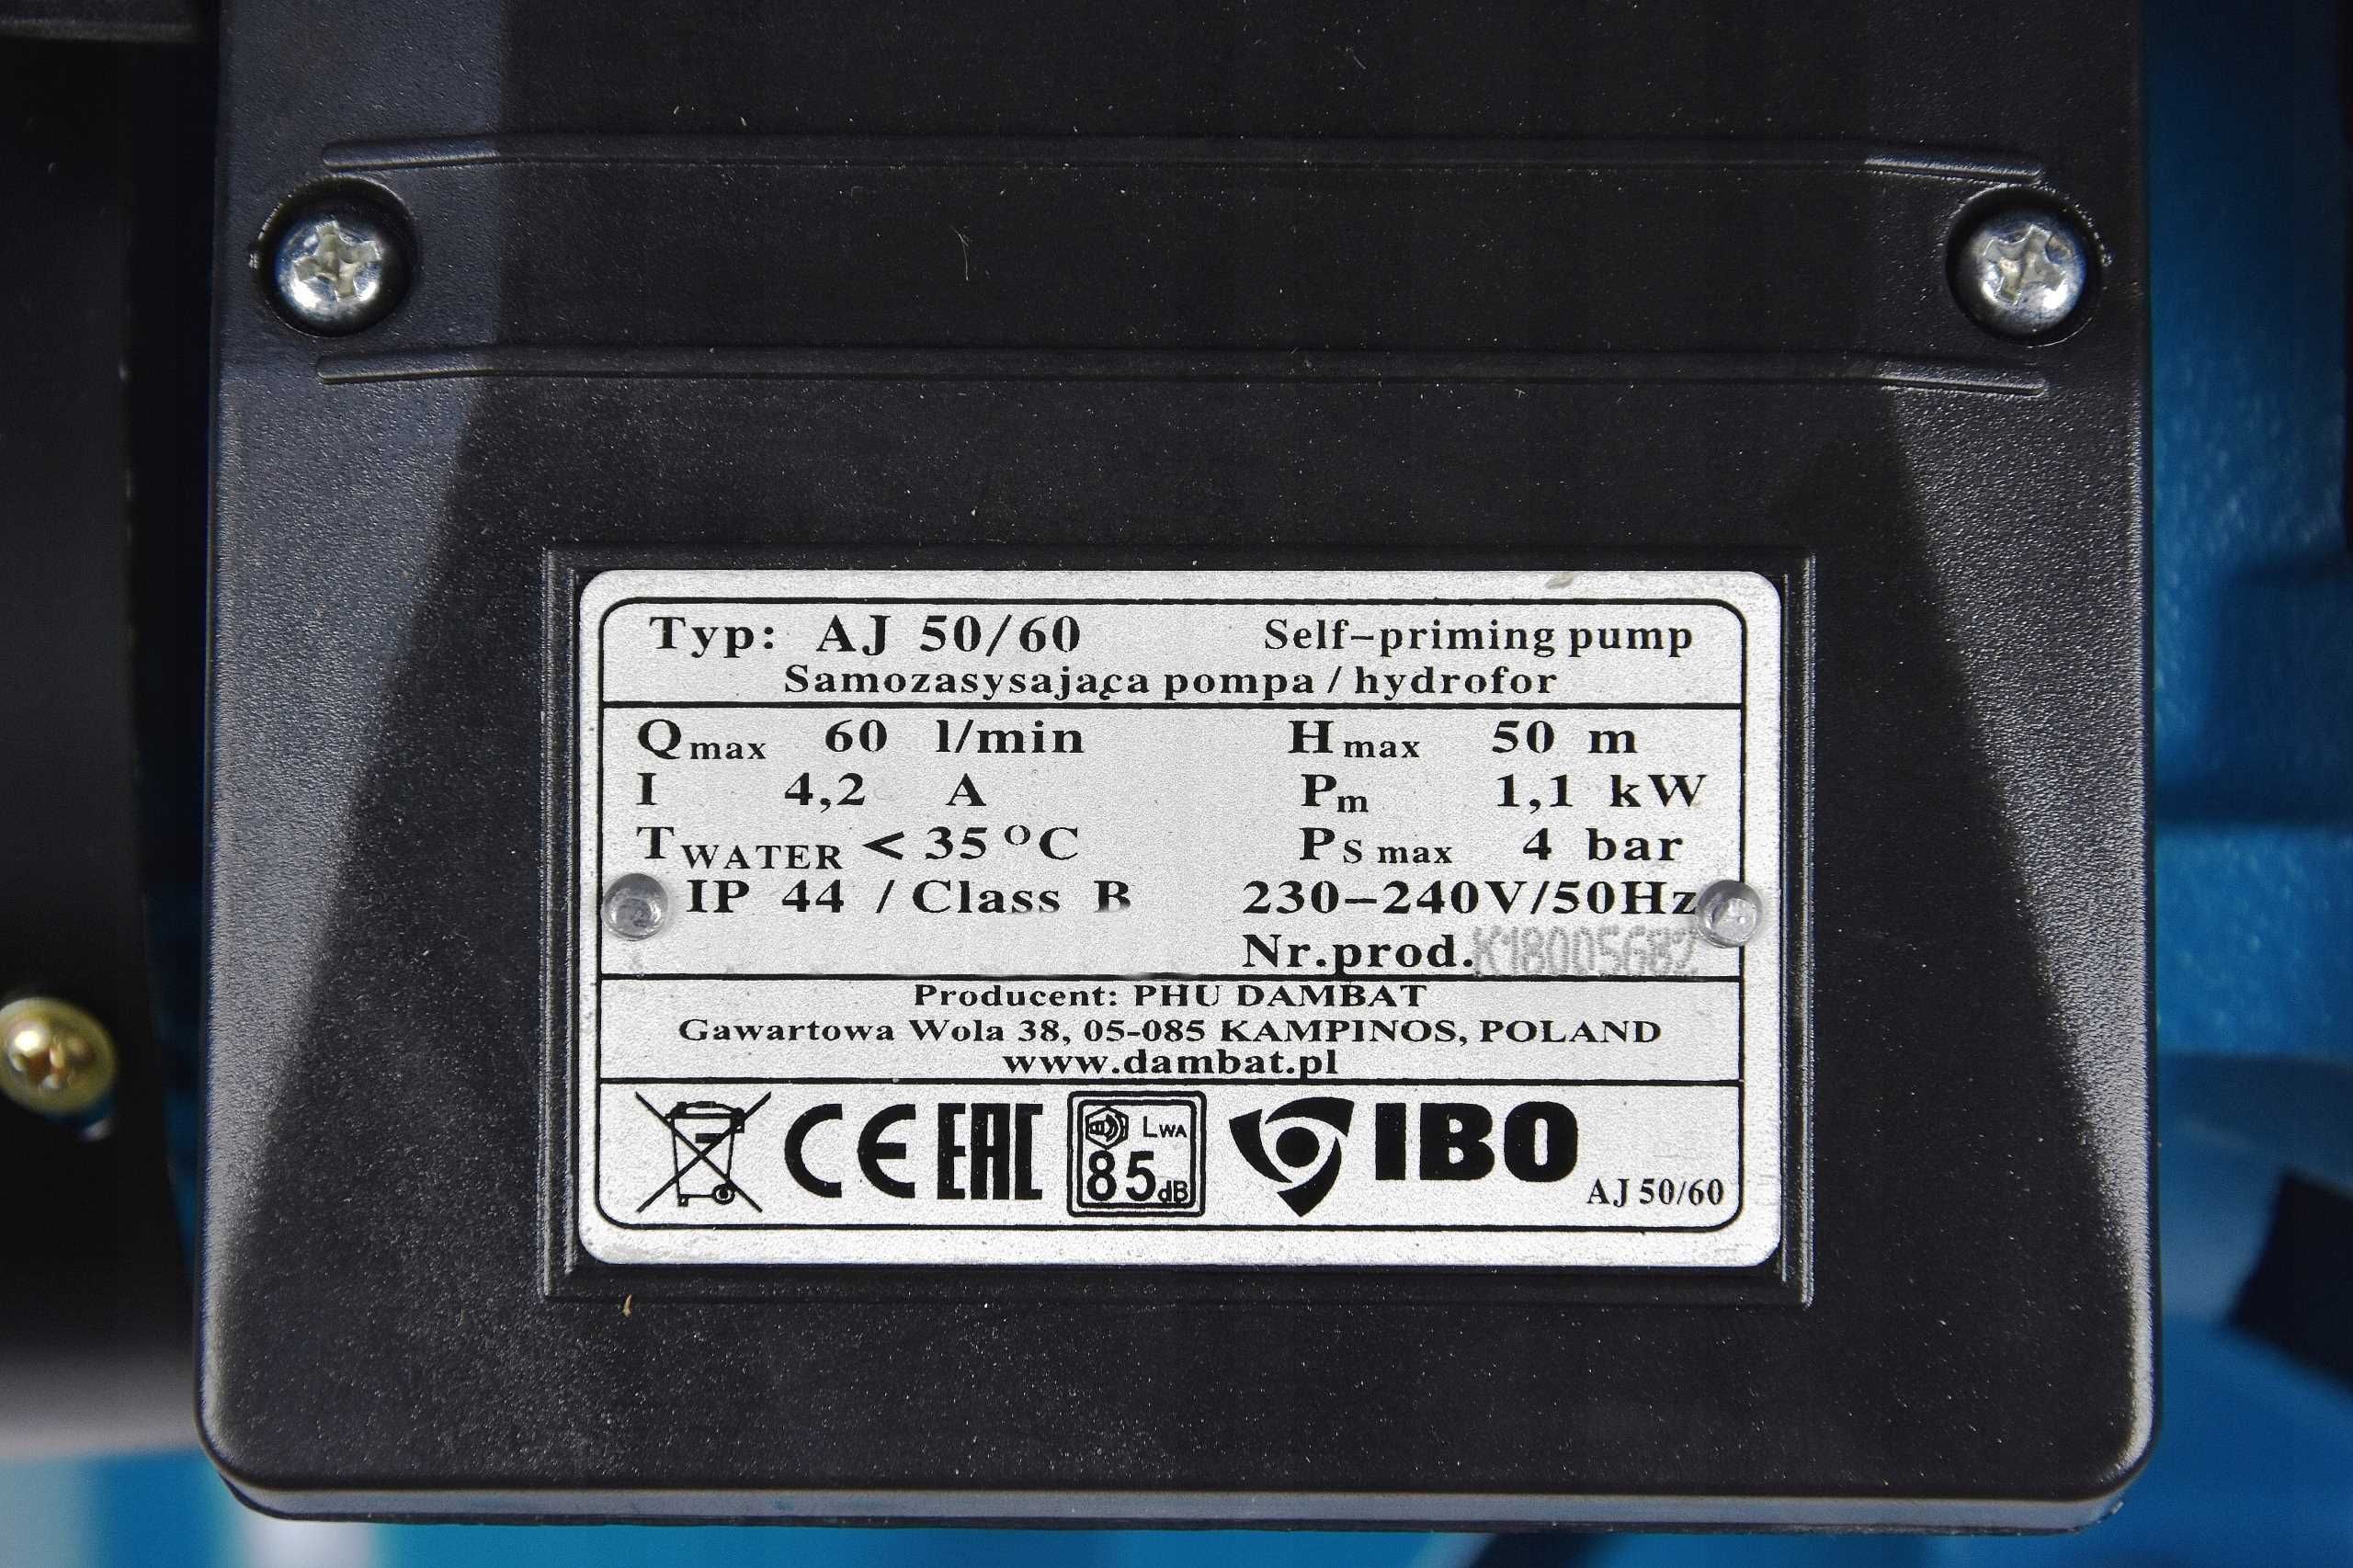 Typ: AJ 50/60 Self-priming pump
Samozasysająca pompa / hydrofor
Qmax 60 l/min Hmax 50 m
I 4,2 A Pm 1,1 kW
TWATER < 35 °C PS max 4 bar
IP 44 / Class B 230-240V/50Hz
Nr.prod.
Producent: PHU DAMBAT
Gawartowa Wola 38, 05-085 KAMPINOS, POLAND
www.dambat.pl
CE EAC LWA 85dB IBO AJ 50/60